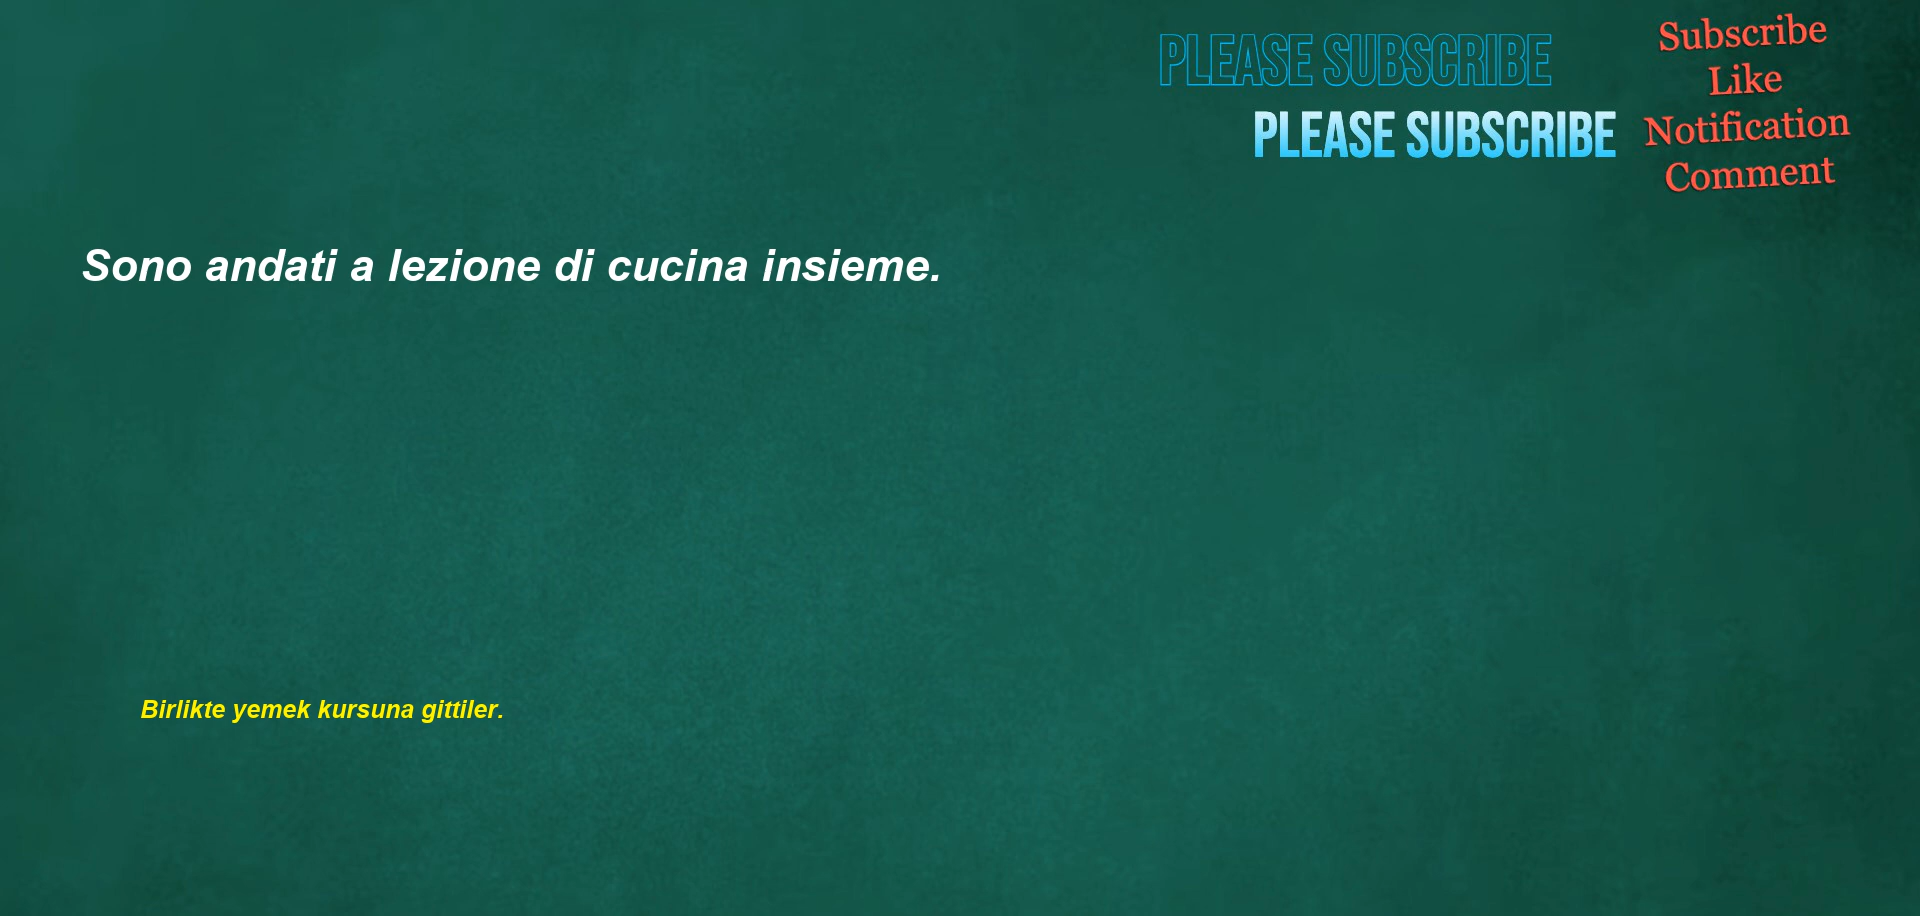 PLEASE SUBSCRIBE
PLEASE SUBSCRIBE
Subscribe
Like
Notification
Comment
Sono andati a lezione di cucina insieme.
Birlikte yemek kursuna gittiler.